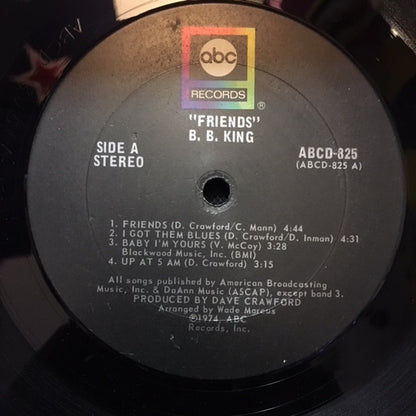 abc
RECORDS
®
"FRIENDS"
B. B. KING
SIDE A
STEREO
ABCD-825
(ABCD-825 A)
1. FRIENDS (D. Crawford/C. Mann) 4:44
2. I GOT THEM BLUES (D. Crawford/D. Inman) 4:31
3. BABY I'M YOURS (V. McCoy) 3:28
Blackwood Music, Inc. (BMI)
4. UP AT 5 AM (D. Crawford) 3:15
All songs published by American Broadcasting
Music, Inc. & DaAnn Music (ASCAP), except band 3.
PRODUCED BY DAVE CRAWFORD
Arranged by Wade Marcus
℗1974, ABC
Records, Inc.